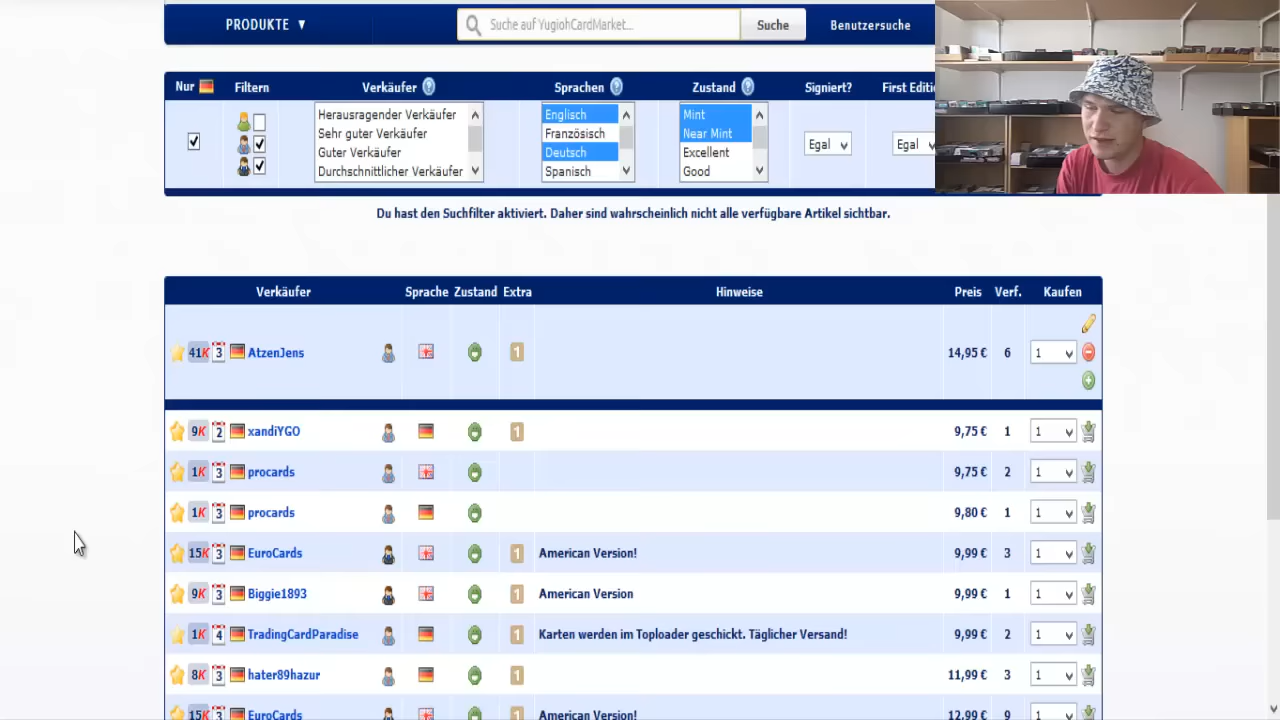 PRODUKTE ▼
Suche auf YugiohCardMarket...
Suche
Benutzersuche
Nur
Filtern
Verkäufer
Sprachen
Zustand
Signiert?
First Editi
Herausragender Verkäufer
Sehr guter Verkäufer
Guter Verkäufer
Durchschnittlicher Verkäufer
Englisch
Französisch
Deutsch
Spanisch
Mint
Near Mint
Excellent
Good
Egal
Egal
Du hast den Suchfilter aktiviert. Daher sind wahrscheinlich nicht alle verfügbare Artikel sichtbar.
Verkäufer Sprache Zustand Extra Hinweise Preis Verf. Kaufen
41K 3 AtzenJens 1 14,95 € 6 1
9K 2 xandiYGO 1 9,75 € 1 1
1K 3 procards 9,75 € 2 1
1K 3 procards 9,80 € 1 1
15K 3 EuroCards 1 American Version! 9,99 € 3 1
9K 3 Biggie1893 1 American Version 9,99 € 1 1
1K 4 TradingCardParadise 1 Karten werden im Toploader geschickt. Täglicher Versand! 9,99 € 2 1
8K 3 hater89hazur 1 11,99 € 3 1
15K 3 EuroCards 1 American Version! 12,99 € 9 1